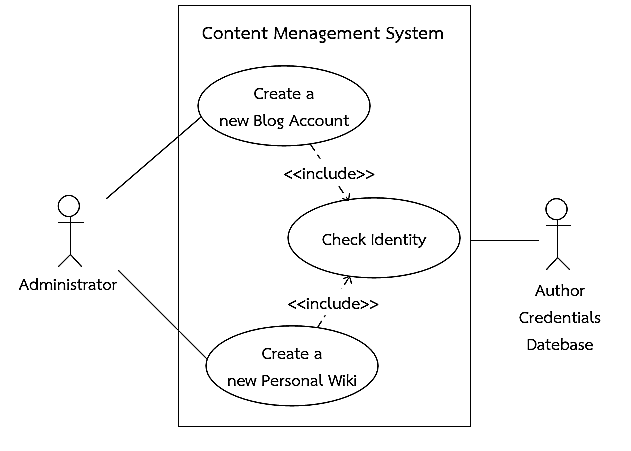 Content Menagement System
Create a
new Blog Account
<<include>>
Check Identity
Administrator
Author
Credentials
Datebase
<<include>>
Create a
new Personal Wiki